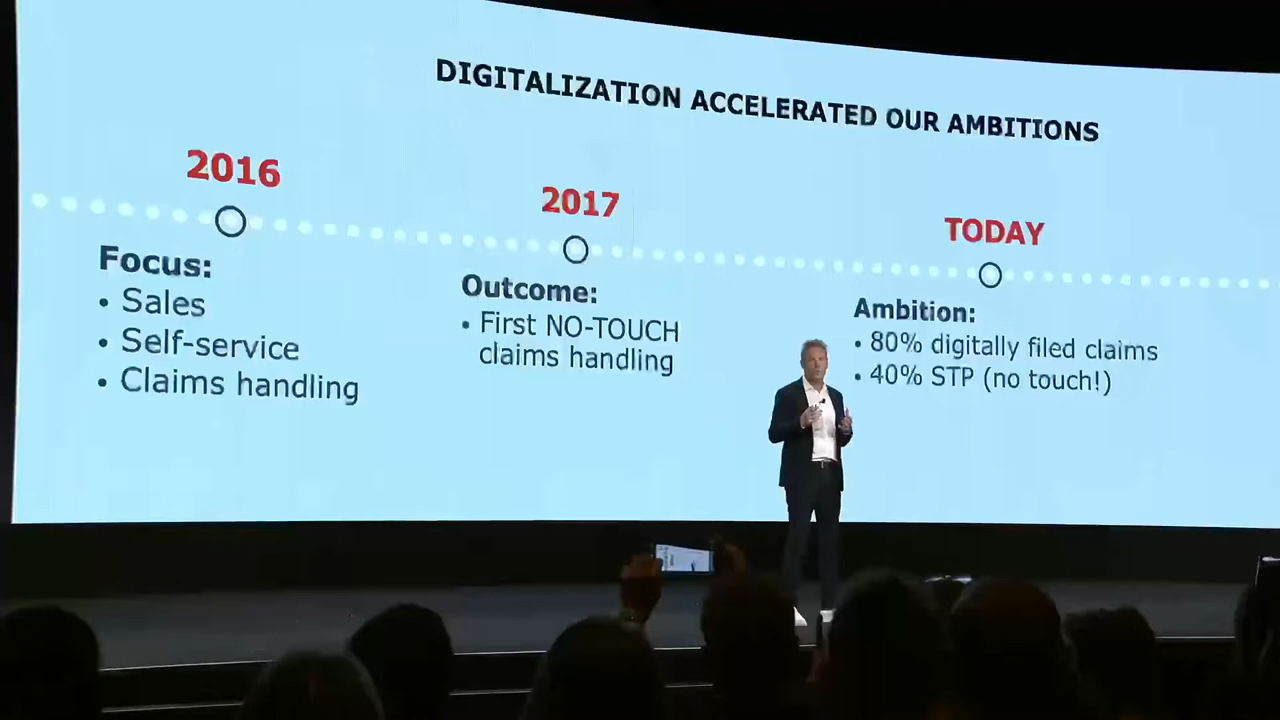 DIGITALIZATION ACCELERATED OUR AMBITIONS
2016
Focus:
• Sales
• Self-service
• Claims handling
2017
Outcome:
• First NO-TOUCH
claims handling
TODAY
Ambition:
• 80% digitally filed claims
• 40% STP (no touch!)